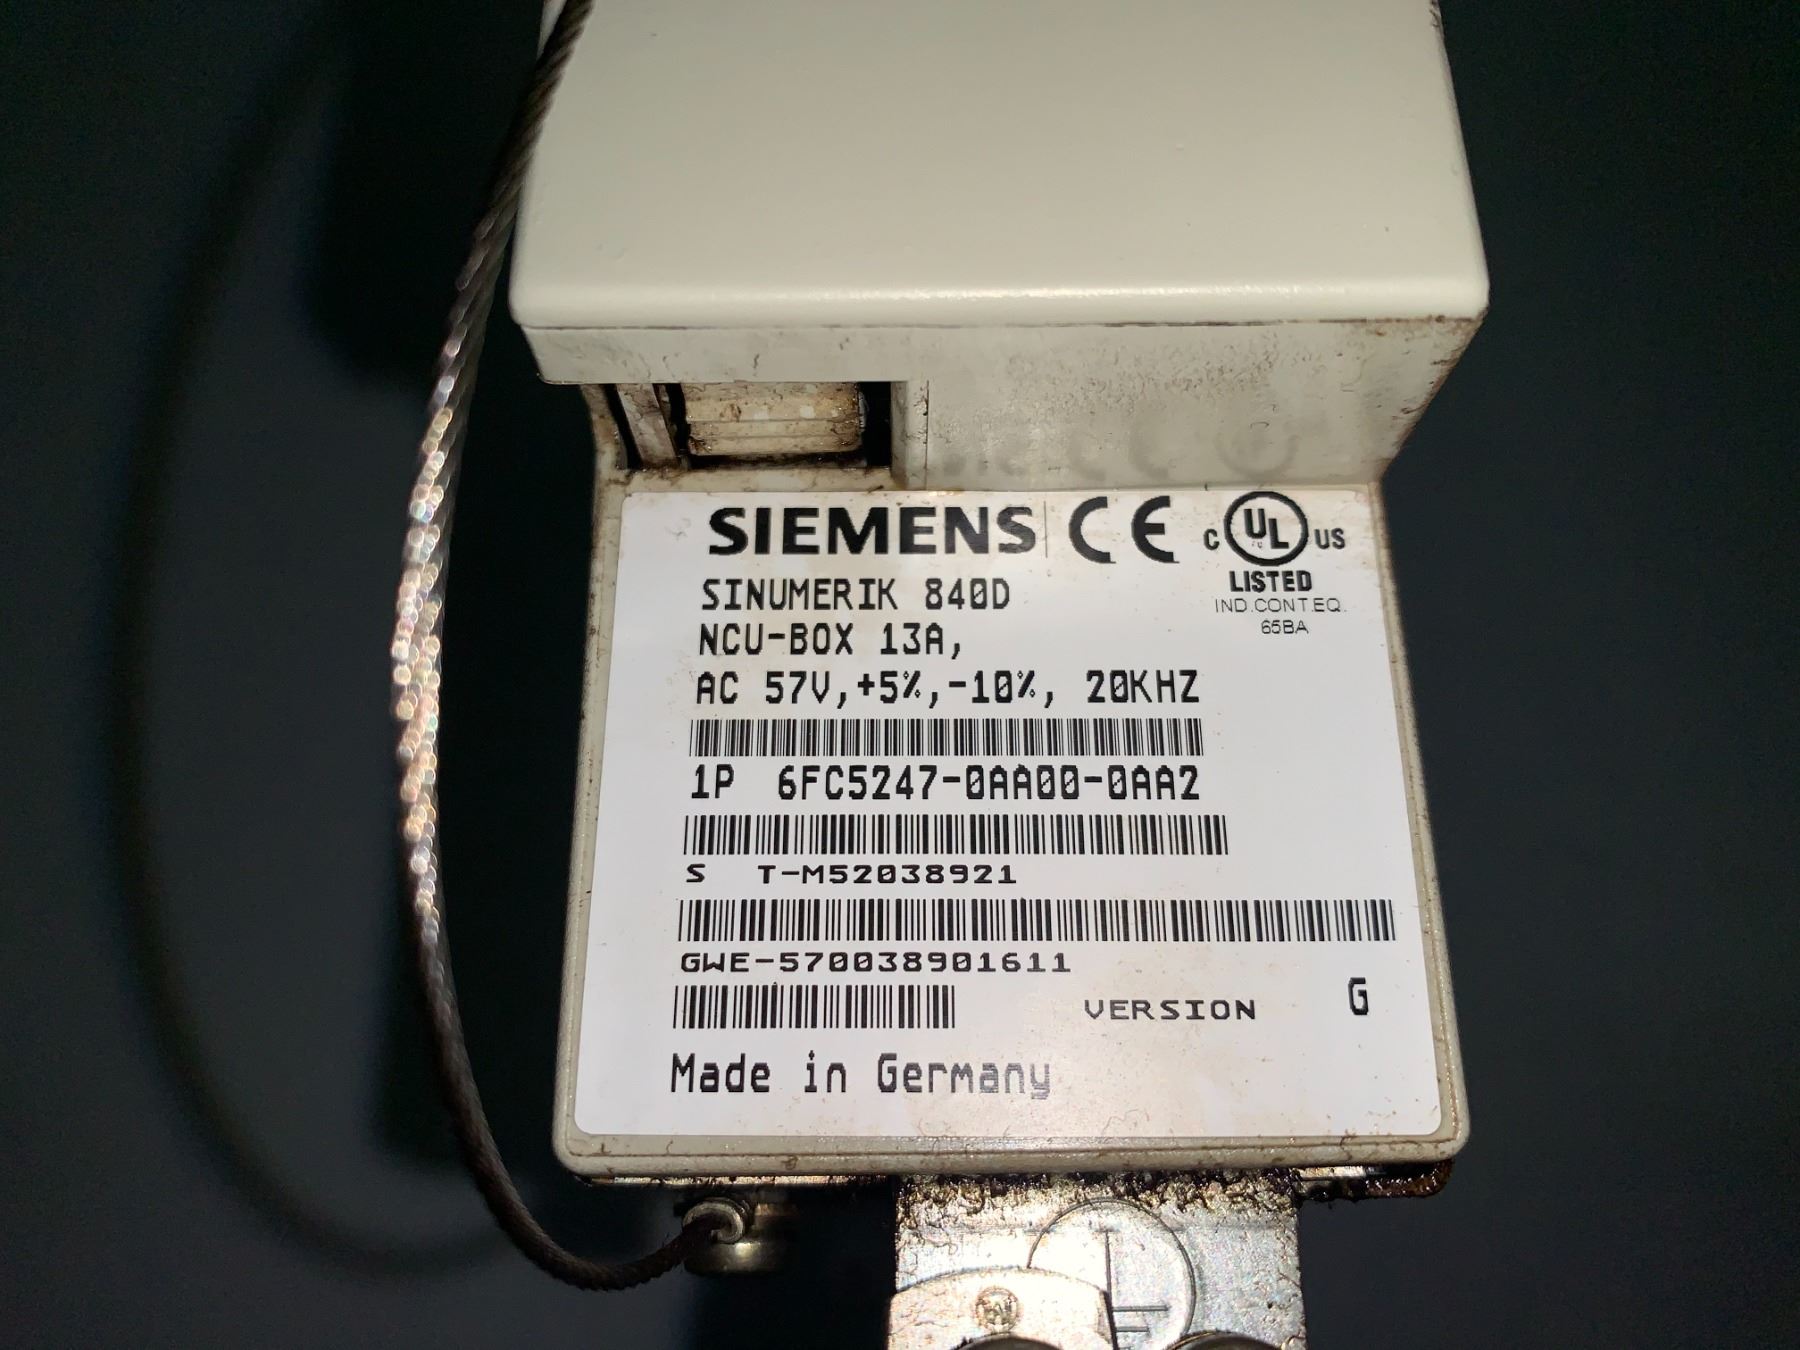 SIEMENS CE C UL US
LISTED
IND.CONT.EQ.
65BA
SINUMERIK 840D
NCU-BOX 13A,
AC 57V,+5%,-10%, 20KHZ
1P 6FC5247-0AA00-0AA2
S T-M52038921
GWE-570038901611
VERSION G
Made in Germany